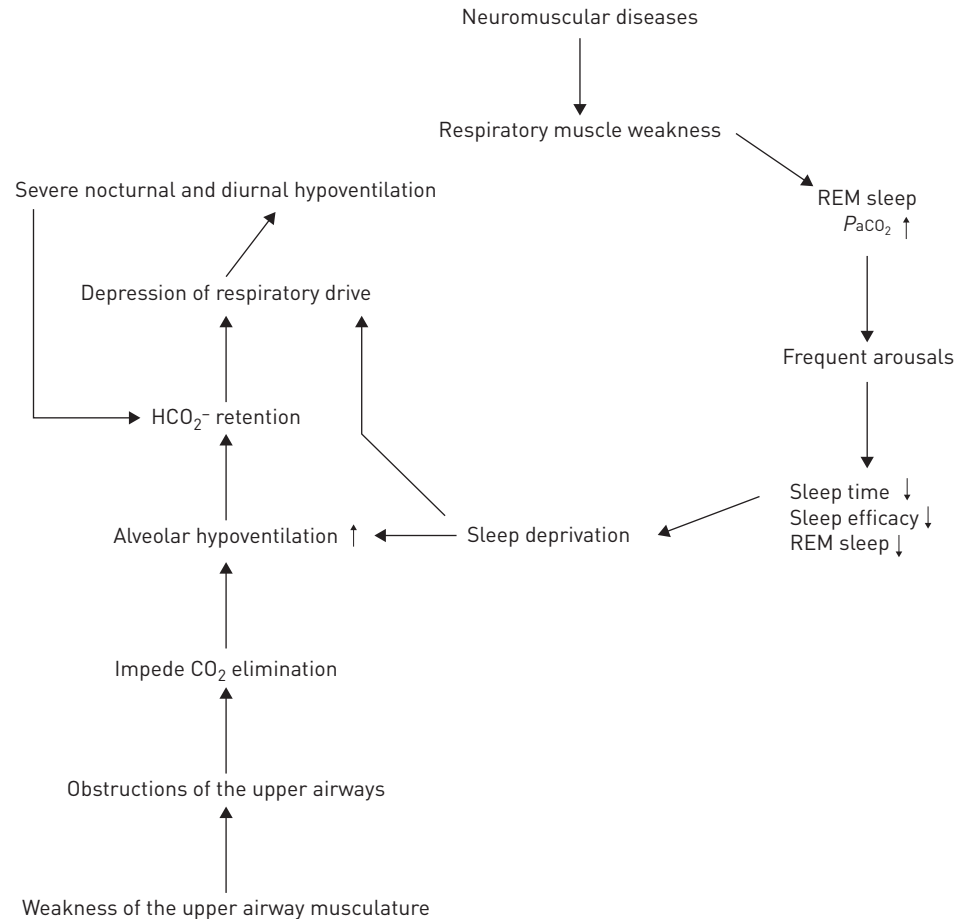 Neuromuscular diseases
Respiratory muscle weakness
REM sleep
PaCO₂ ↑
Severe nocturnal and diurnal hypoventilation
Depression of respiratory drive
Frequent arousals
HCO₂⁻ retention
Sleep time ↓
Sleep efficacy ↓
REM sleep ↓
Alveolar hypoventilation ↑
Sleep deprivation
Impede CO₂ elimination
Obstructions of the upper airways
Weakness of the upper airway musculature